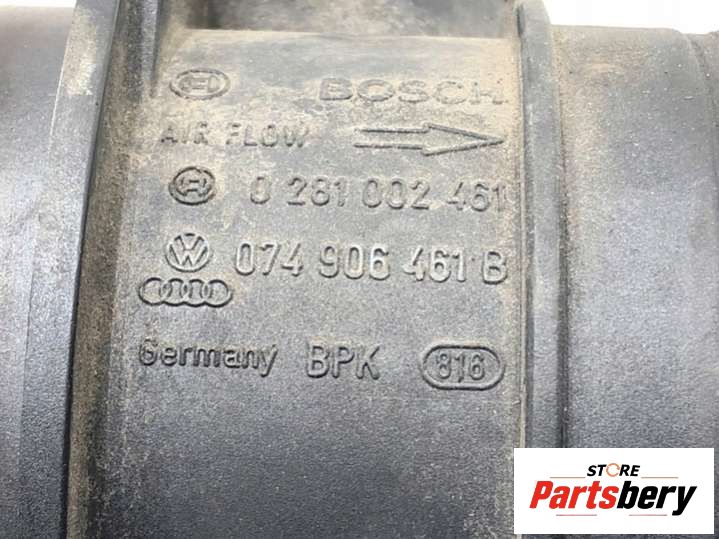 BOSCH
AIR FLOW
0 281 002 461
074 906 461 B
Germany BPK 816
STORE
Partsbery